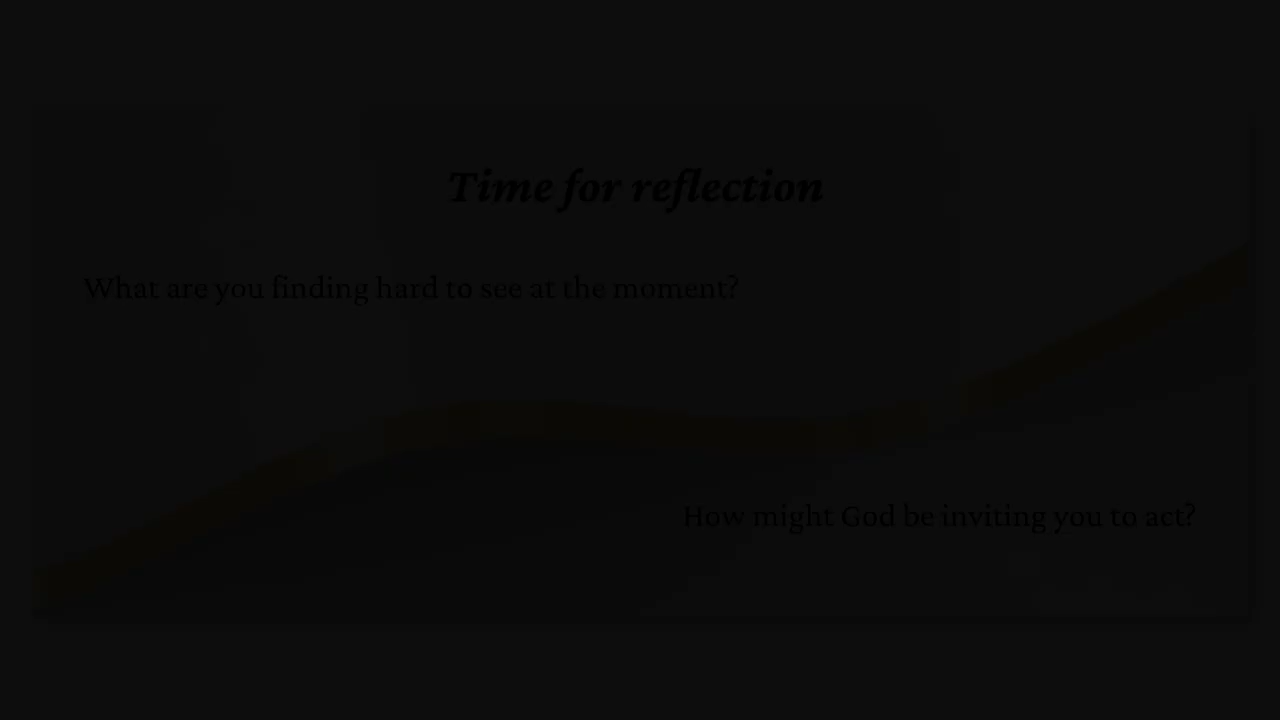 Time for reflection
What are you finding hard to see at the moment?
How might God be inviting you to act?